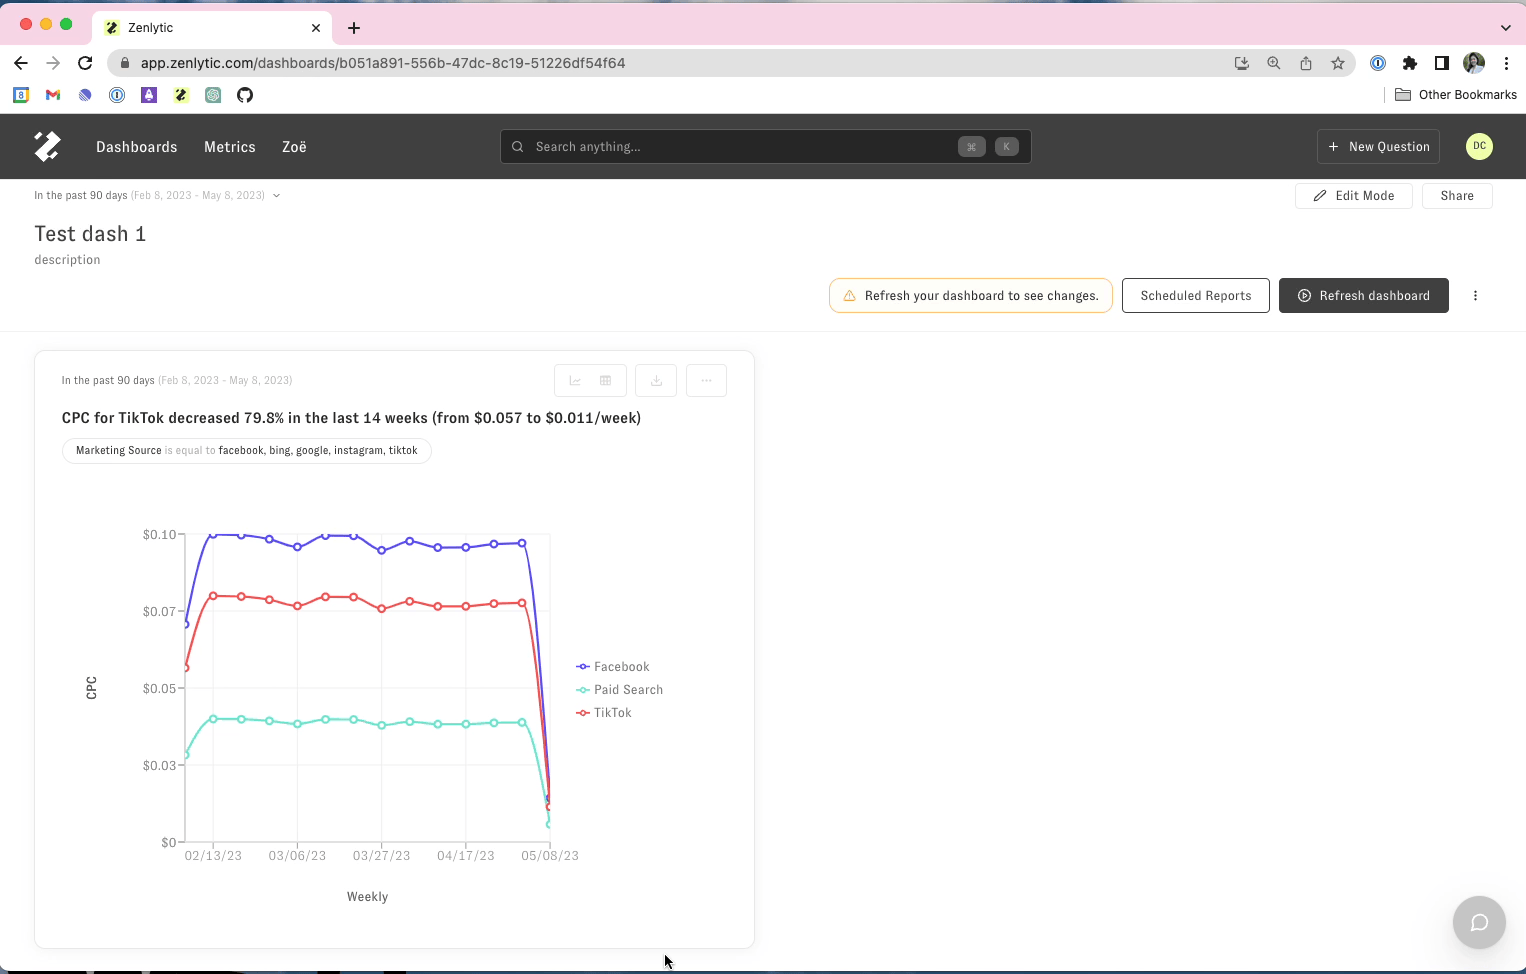 Zenlytic
app.zenlytic.com/dashboards/b051a891-556b-47dc-8c19-51226df54f64
8
Other Bookmarks
Dashboards Metrics Zoë
Search anything... ⌘ K
+ New Question
DC
In the past 90 days (Feb 8, 2023 - May 8, 2023)
Edit Mode
Share
Test dash 1
description
Refresh your dashboard to see changes.
Scheduled Reports
Refresh dashboard
In the past 90 days (Feb 8, 2023 - May 8, 2023)
CPC for TikTok decreased 79.8% in the last 14 weeks (from $0.057 to $0.011/week)
Marketing Source is equal to facebook, bing, google, instagram, tiktok
$0.10
$0.07
$0.05
$0.03
$0
CPC
02/13/23 03/06/23 03/27/23 04/17/23 05/08/23
Weekly
Facebook
Paid Search
TikTok